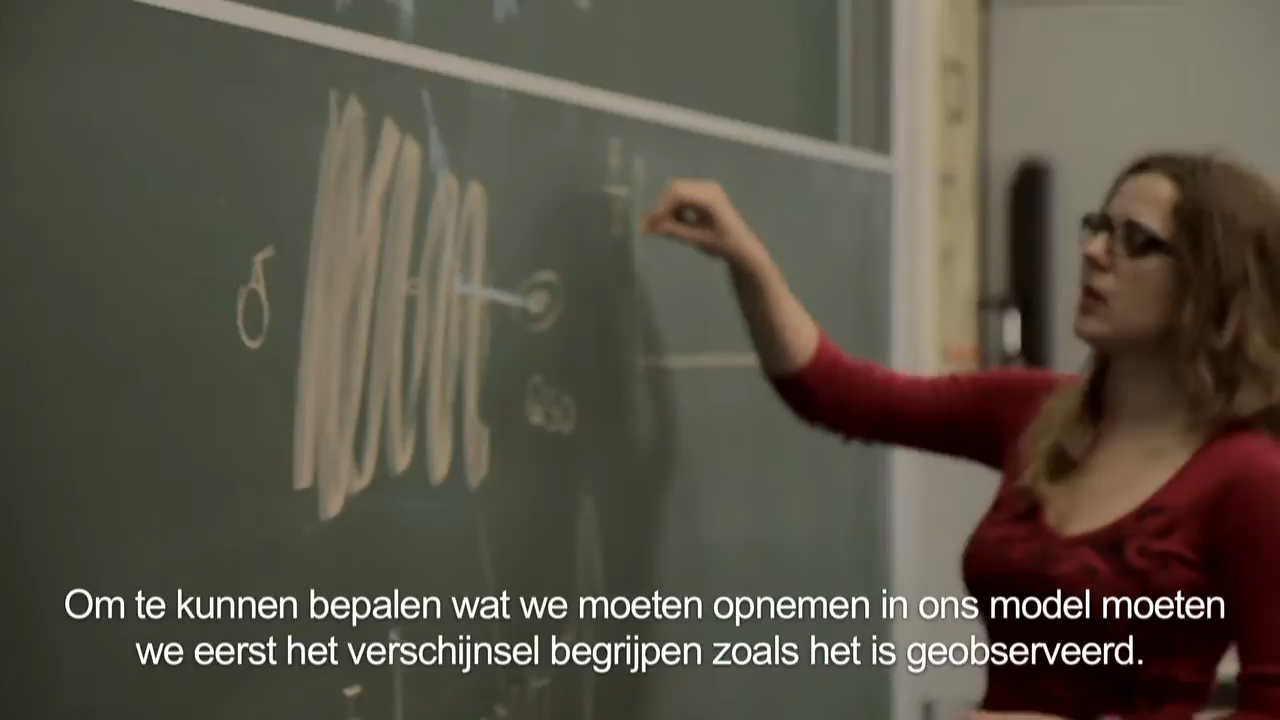 Om te kunnen bepalen wat we moeten opnemen in ons model moeten
we eerst het verschijnsel begrijpen zoals het is geobserveerd.